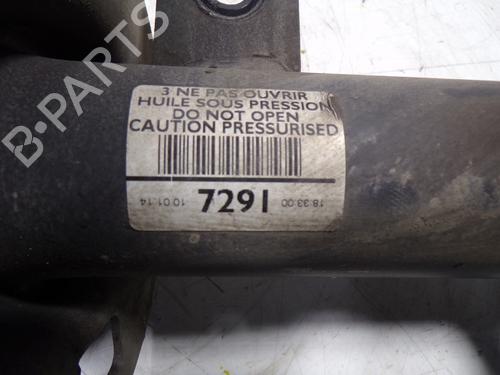 3 NE PAS OUVRIR
HUILE SOUS PRESSION
DO NOT OPEN
CAUTION PRESSURISED
10.01.14 7291 18:33:00
B-PARTS